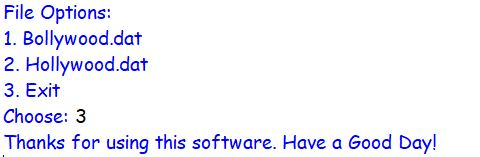 File Options:
1. Bollywood.dat
2. Hollywood.dat
3. Exit
Choose: 3
Thanks for using this software. Have a Good Day!